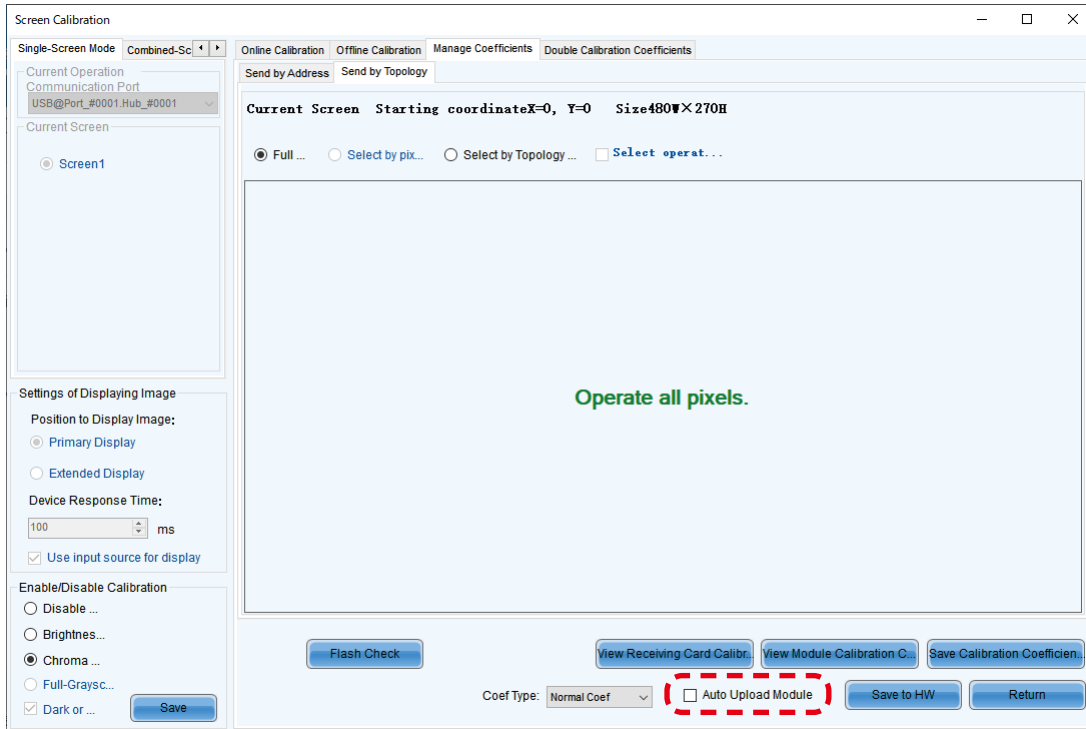 Screen Calibration
Single-Screen Mode
Combined-Sc
Current Operation
Communication Port
USB@Port_#0001.Hub_#0001
Current Screen
Screen1
Settings of Displaying Image
Position to Display Image:
Primary Display
Extended Display
Device Response Time:
100
ms
Use input source for display
Enable/Disable Calibration
Disable ...
Brightnes...
Chroma ...
Full-Graysc...
Dark or ...
Save
Online Calibration
Offline Calibration
Manage Coefficients
Double Calibration Coefficients
Send by Address
Send by Topology
Current Screen Starting coordinateX=0, Y=0 Size480W×270H
Full ...
Select by pix...
Select by Topology ...
Select operat...
Operate all pixels.
Flash Check
View Receiving Card Calibr
View Module Calibration C...
Save Calibration Coefficien
Coef Type:
Normal Coef
Auto Upload Module
Save to HW
Return